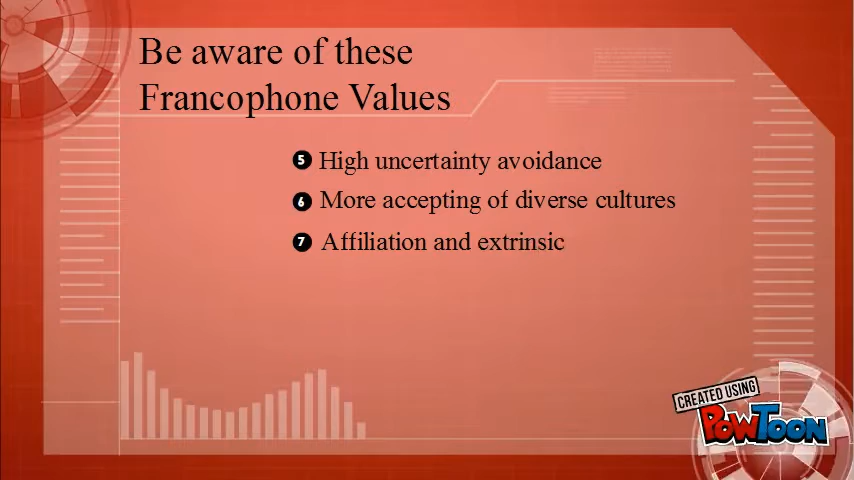 Be aware of these
Francophone Values
5 High uncertainty avoidance
6 More accepting of diverse cultures
7 Affiliation and extrinsic
CREATED USING
POWTOON